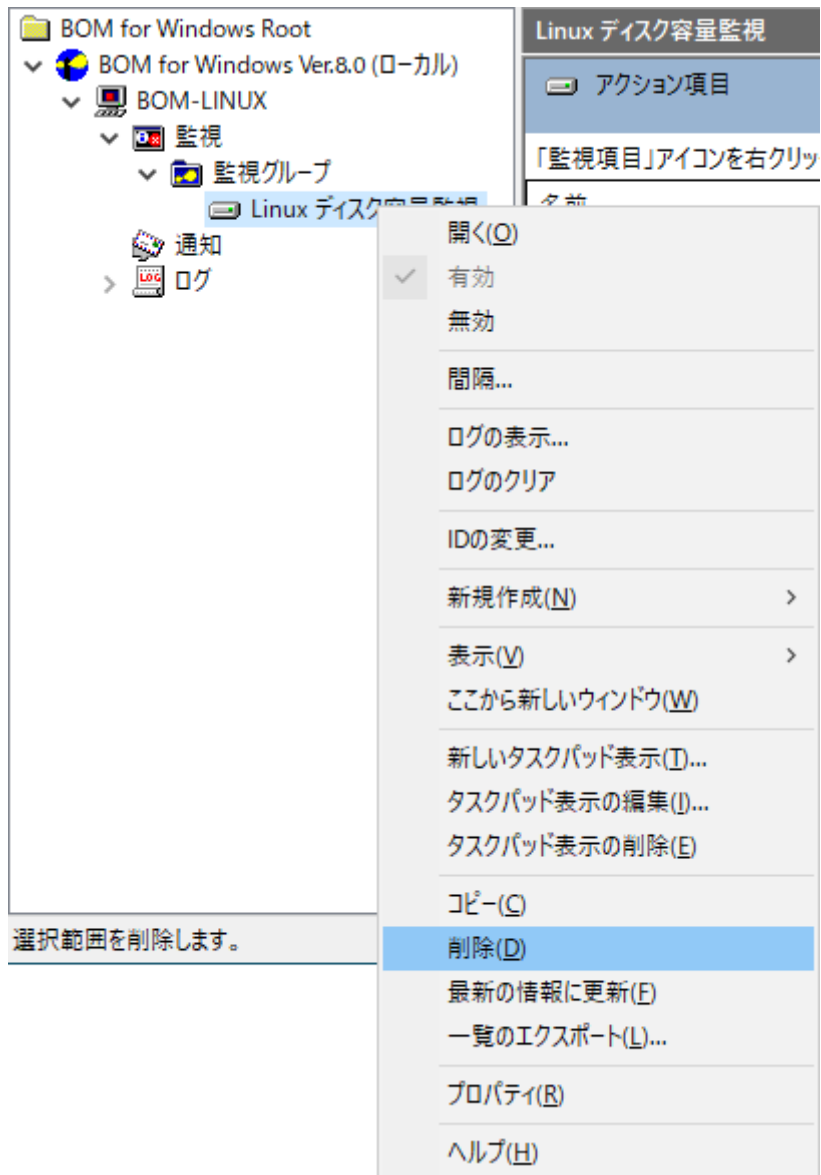 BOM for Windows Root
BOM for Windows Ver.8.0 (ローカル)
BOM-LINUX
監視
監視グループ
Linux ディスク容量監視
通知
ログ
LOG
Linux ディスク容量監視
アクション項目
「監視項目」アイコンを右クリッ
名前
開く(O)
有効
無効
間隔...
ログの表示...
ログのクリア
IDの変更...
新規作成(N)
表示(V)
ここから新しいウィンドウ(W)
新しいタスクパッド表示(T)...
タスクパッド表示の編集(I)...
タスクパッド表示の削除(E)
コピー(C)
削除(D)
最新の情報に更新(F)
一覧のエクスポート(L)...
プロパティ(R)
ヘルプ(H)
選択範囲を削除します。